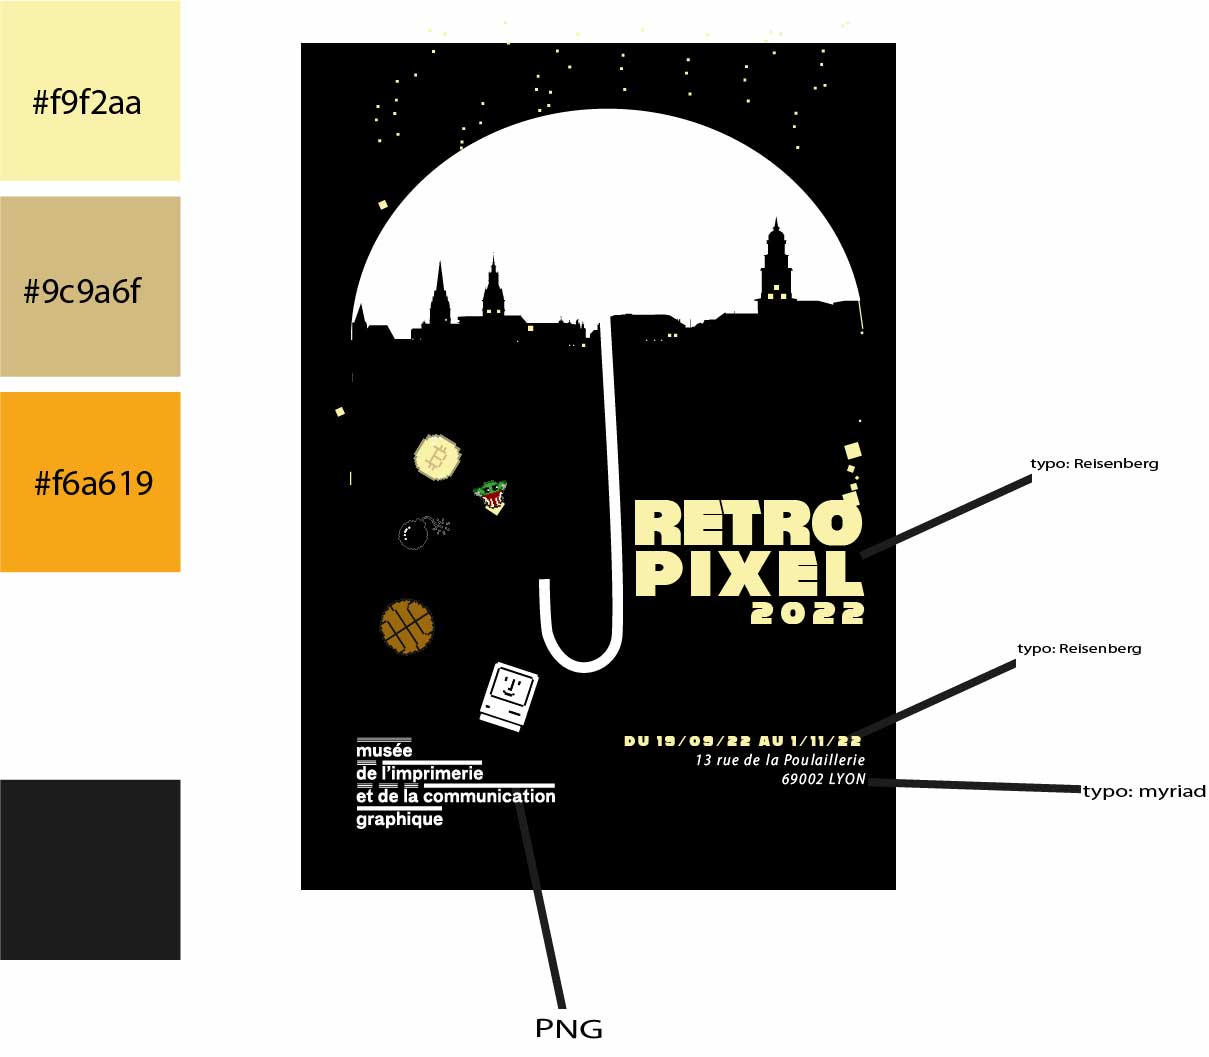 #f9f2aa
#9c9a6f
#f6a619
typo: Reisenberg
RETRO
PIXEL
2022
typo: Reisenberg
DU 19/09/22 AU 1/11/22
13 rue de la Poulaillerie
69002 LYON
typo: myriad
musée
de l'imprimerie
et de la communication
graphique
PNG